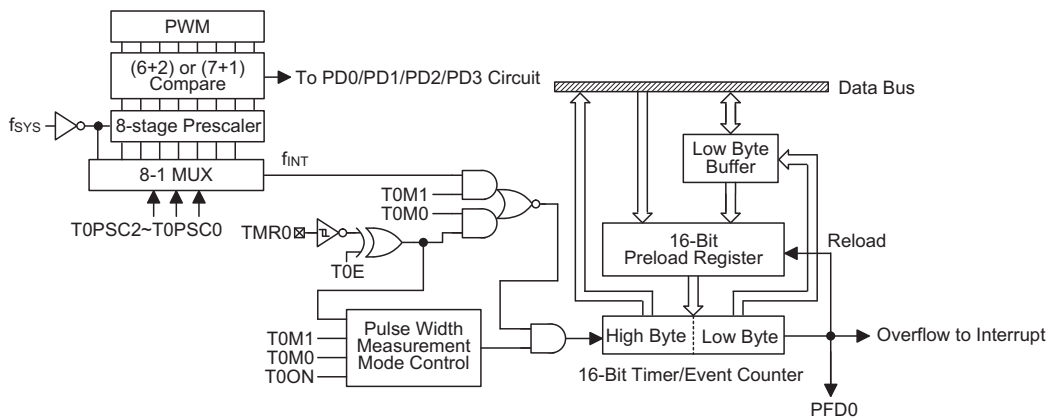 PWM
(6+2) or (7+1)
Compare
To PD0/PD1/PD2/PD3 Circuit
Data Bus
fSYS
8-stage Prescaler
Low Byte
Buffer
8-1 MUX
fINT
T0M1
T0M0
T0PSC2~T0PSC0
TMR0
T0E
16-Bit
Preload Register
Reload
T0M1
T0M0
T0ON
Pulse Width
Measurement
Mode Control
High Byte
Low Byte
Overflow to Interrupt
16-Bit Timer/Event Counter
PFD0